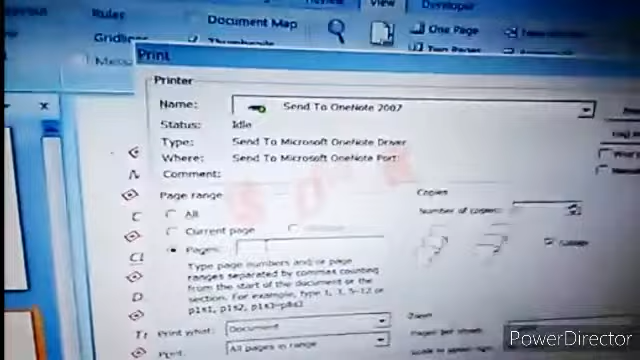 Ruler
View
Developer
Document Map
One Page
Gridlines
Thumbnails
Two Pages
Print
Printer
Name: Send To OneNote 2007
Status: Idle
Type: Send To Microsoft OneNote Driver
Where: Send To Microsoft OneNote Port:
Comment:
Page range
Copies
All
Number of copies:
Current page
Pages:
Type page numbers and/or page
ranges separated by commas counting
from the start of the document or the
section. For example, type 1, 3, 5-12 or
p1s1, p1s2, p1s3-p8s3
Print what: Document
Zoom
Print: All pages in range
Pages per sheet:
PowerDirector